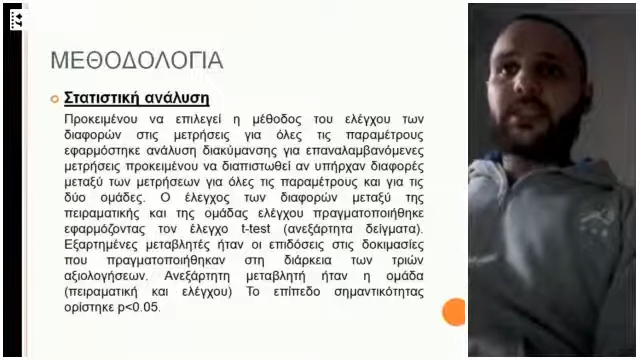 ΜΕΘΟΔΟΛΟΓΙΑ
Στατιστική ανάλυση
Προκειμένου να επιλεγεί η μέθοδος του ελέγχου των
διαφορών στις μετρήσεις για όλες τις παραμέτρους
εφαρμόστηκε ανάλυση διακύμανσης για επαναλαμβανόμενες
μετρήσεις προκειμένου να διαπιστωθεί αν υπήρχαν διαφορές
μεταξύ των μετρήσεων για όλες τις παραμέτρους και για τις
δύο ομάδες. Ο έλεγχος των διαφορών μεταξύ της
πειραματικής και της ομάδας ελέγχου πραγματοποιήθηκε
εφαρμόζοντας τον έλεγχο t-test (ανεξάρτητα δείγματα).
Εξαρτημένες μεταβλητές ήταν οι επιδόσεις στις δοκιμασίες
που πραγματοποιήθηκαν στη διάρκεια των τριών
αξιολογήσεων. Ανεξάρτητη μεταβλητή ήταν η ομάδα
(πειραματική και ελέγχου) Το επίπεδο σημαντικότητας
ορίστηκε p<0.05.